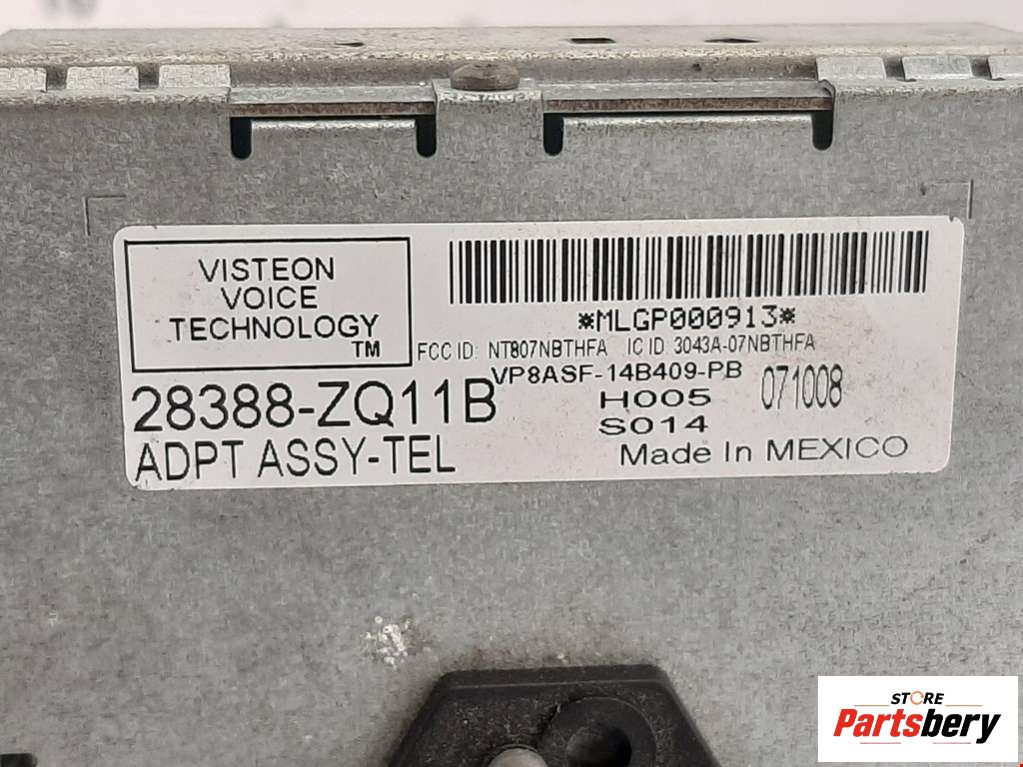 VISTEON
VOICE
TECHNOLOGY
TM
*MLGP000913*
FCC ID: NT807NBTHFA IC ID 3043A-07NBTHFA
VP8ASF-14B409-PB
28388-ZQ11B
H005
071008
S014
ADPT ASSY-TEL
Made In MEXICO
STORE
Partsbery